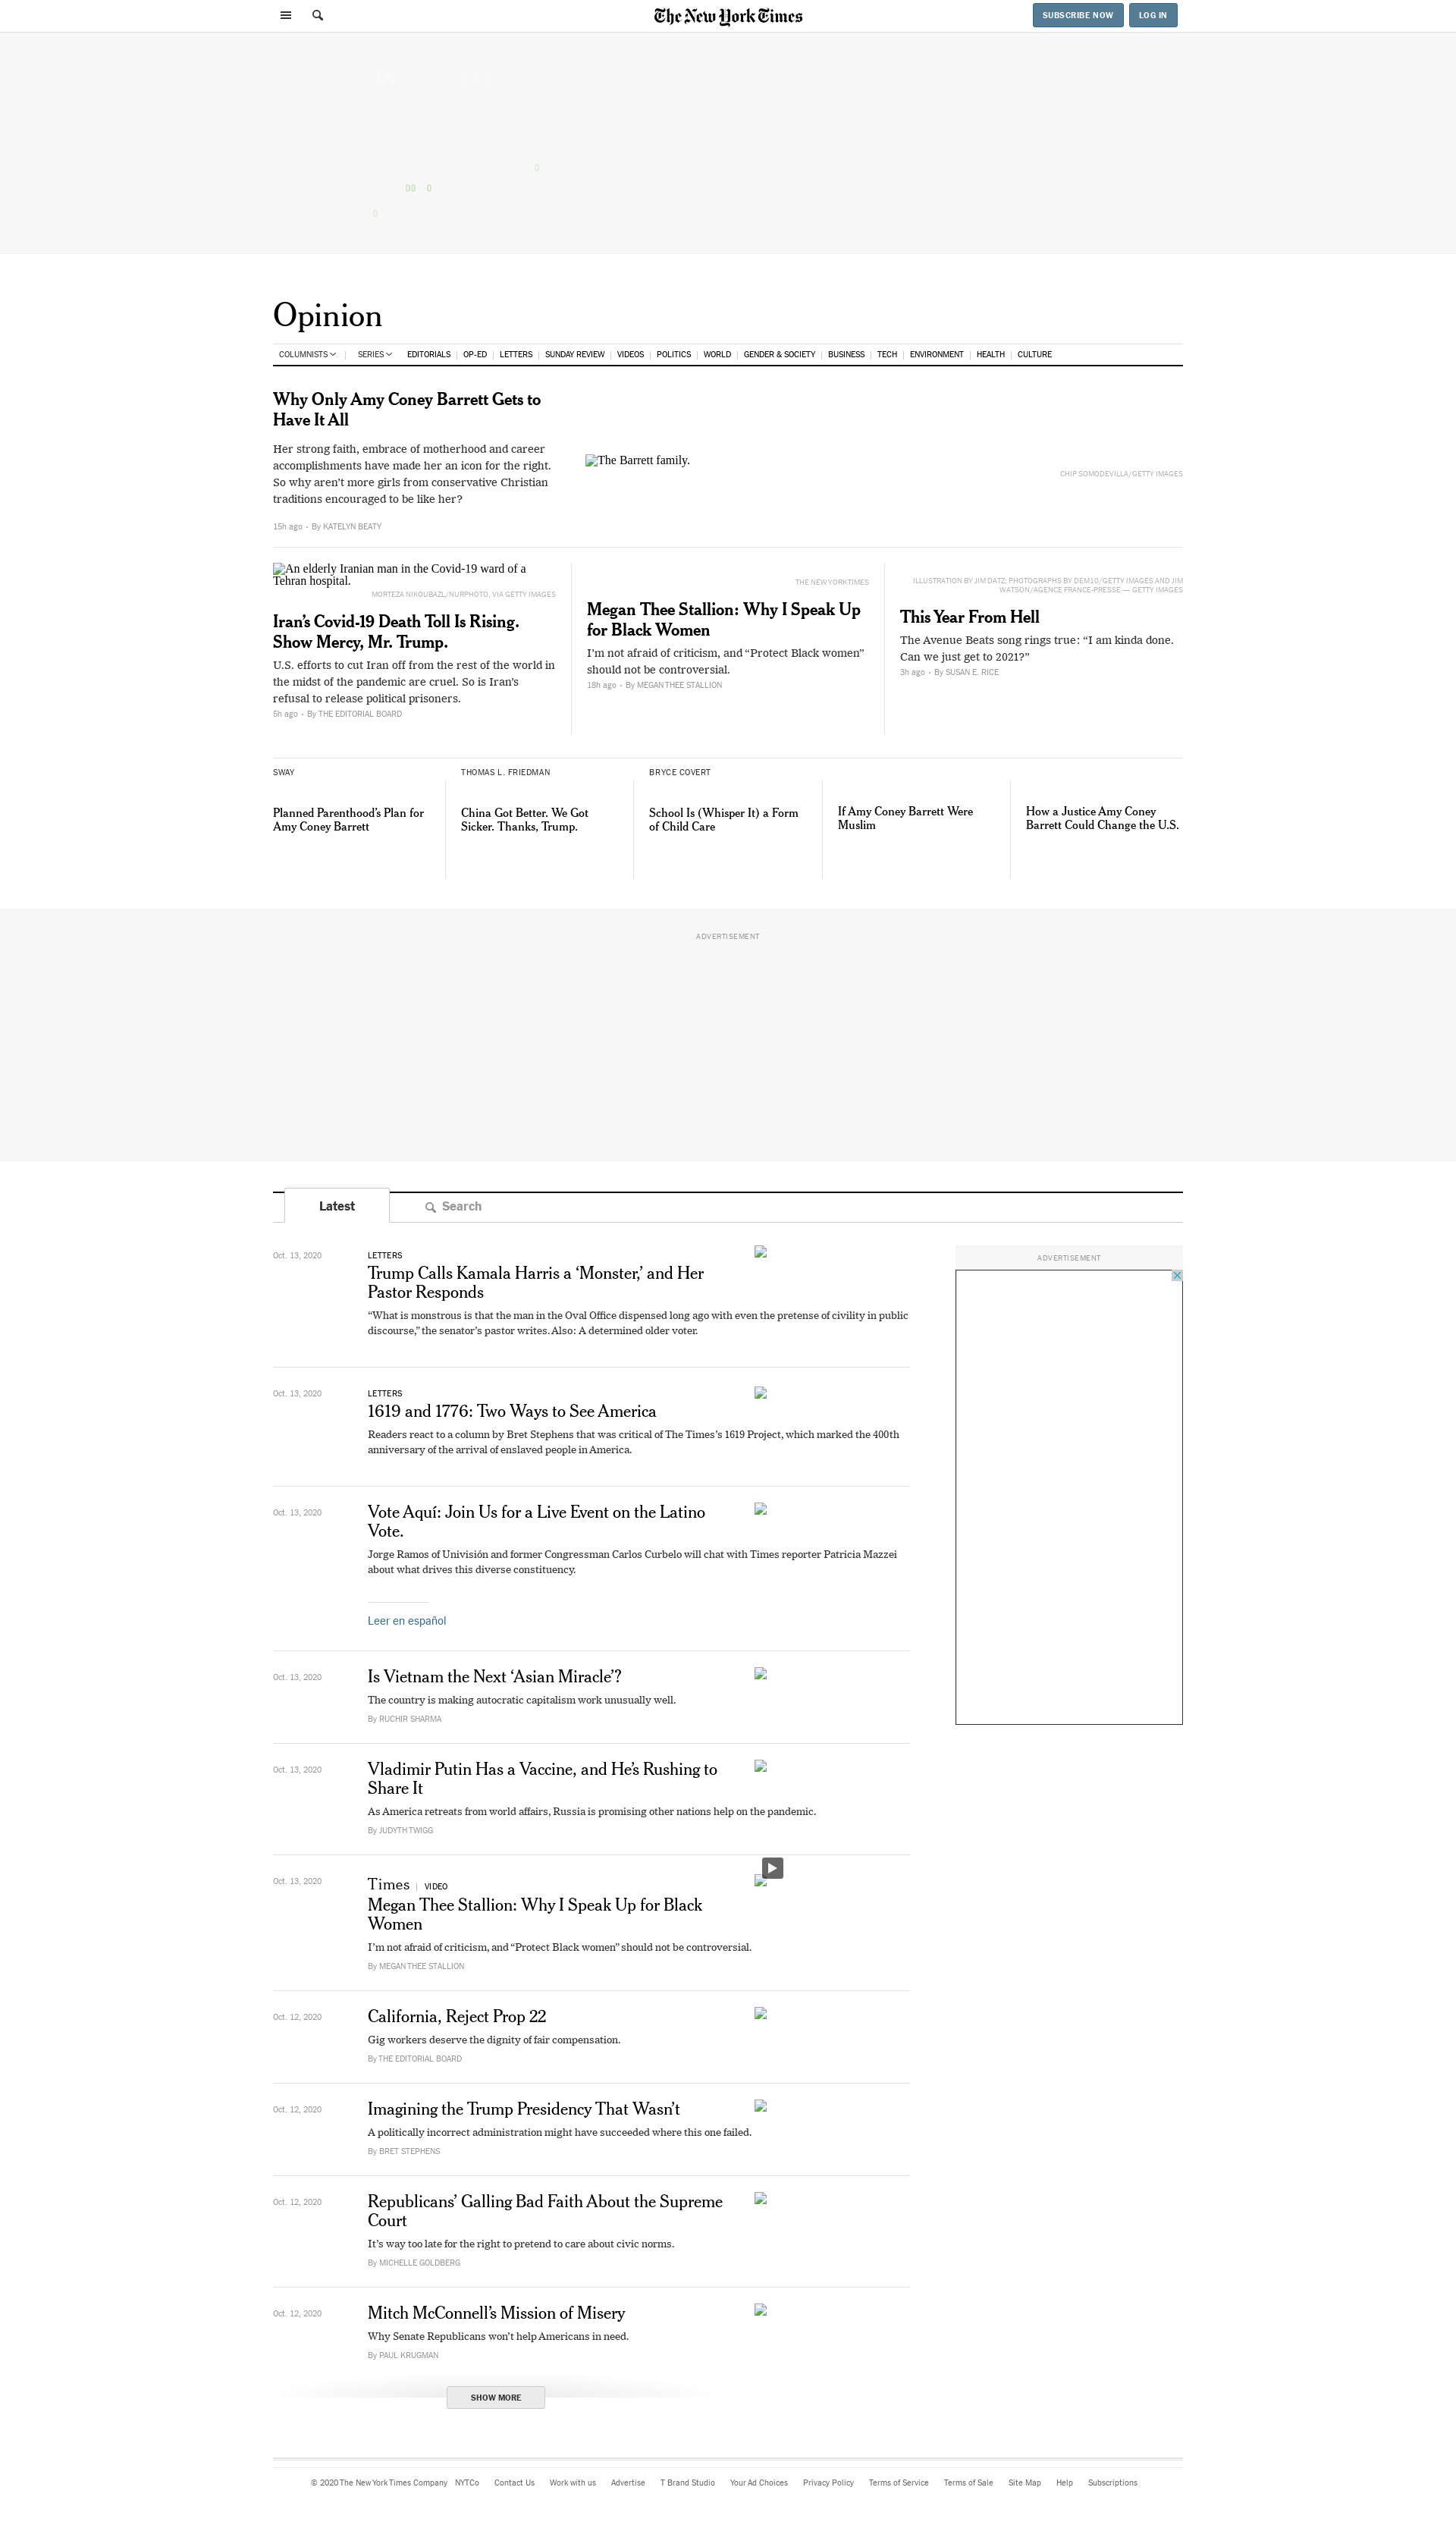 The New York Times
SUBSCRIBE NOW
LOG IN
0
00 0
0
Opinion
COLUMNISTS
SERIES
EDITORIALS
OP-ED
LETTERS
SUNDAY REVIEW
VIDEOS
POLITICS
WORLD
GENDER & SOCIETY
BUSINESS
TECH
ENVIRONMENT
HEALTH
CULTURE
Why Only Amy Coney Barrett Gets to
Have It All
Her strong faith, embrace of motherhood and career
accomplishments have made her an icon for the right.
So why aren't more girls from conservative Christian
traditions encouraged to be like her?
15h ago • By KATELYN BEATY
The Barrett family.
CHIP SOMODEVILLA/GETTY IMAGES
An elderly Iranian man in the Covid-19 ward of a
Tehran hospital.
MORTEZA NIKOUBAZL/NURPHOTO, VIA GETTY IMAGES
Iran’s Covid-19 Death Toll Is Rising.
Show Mercy, Mr. Trump.
U.S. efforts to cut Iran off from the rest of the world in
the midst of the pandemic are cruel. So is Iran's
refusal to release political prisoners.
5h ago • By THE EDITORIAL BOARD
THE NEW YORK TIMES
Megan Thee Stallion: Why I Speak Up
for Black Women
I’m not afraid of criticism, and “Protect Black women”
should not be controversial.
18h ago • By MEGAN THEE STALLION
ILLUSTRATION BY JIM DATZ; PHOTOGRAPHS BY DEM10/GETTY IMAGES AND JIM
WATSON/AGENCE FRANCE-PRESSE — GETTY IMAGES
This Year From Hell
The Avenue Beats song rings true: “I am kinda done.
Can we just get to 2021?”
3h ago • By SUSAN E. RICE
SWAY
Planned Parenthood’s Plan for
Amy Coney Barrett
THOMAS L. FRIEDMAN
China Got Better. We Got
Sicker. Thanks, Trump.
BRYCE COVERT
School Is (Whisper It) a Form
of Child Care
If Amy Coney Barrett Were
Muslim
How a Justice Amy Coney
Barrett Could Change the U.S.
ADVERTISEMENT
Latest
Search
Oct. 13, 2020
LETTERS
Trump Calls Kamala Harris a ‘Monster,’ and Her
Pastor Responds
“What is monstrous is that the man in the Oval Office dispensed long ago with even the pretense of civility in public
discourse,” the senator’s pastor writes. Also: A determined older voter.
ADVERTISEMENT
Oct. 13, 2020
LETTERS
1619 and 1776: Two Ways to See America
Readers react to a column by Bret Stephens that was critical of The Times’s 1619 Project, which marked the 400th
anniversary of the arrival of enslaved people in America.
Oct. 13, 2020
Vote Aquí: Join Us for a Live Event on the Latino
Vote.
Jorge Ramos of Univisión and former Congressman Carlos Curbelo will chat with Times reporter Patricia Mazzei
about what drives this diverse constituency.
Leer en español
Oct. 13, 2020
Is Vietnam the Next ‘Asian Miracle’?
The country is making autocratic capitalism work unusually well.
By RUCHIR SHARMA
Oct. 13, 2020
Vladimir Putin Has a Vaccine, and He’s Rushing to
Share It
As America retreats from world affairs, Russia is promising other nations help on the pandemic.
By JUDYTH TWIGG
Oct. 13, 2020
Times | VIDEO
Megan Thee Stallion: Why I Speak Up for Black
Women
I’m not afraid of criticism, and “Protect Black women” should not be controversial.
By MEGAN THEE STALLION
Oct. 12, 2020
California, Reject Prop 22
Gig workers deserve the dignity of fair compensation.
By THE EDITORIAL BOARD
Oct. 12, 2020
Imagining the Trump Presidency That Wasn’t
A politically incorrect administration might have succeeded where this one failed.
By BRET STEPHENS
Oct. 12, 2020
Republicans’ Galling Bad Faith About the Supreme
Court
It’s way too late for the right to pretend to care about civic norms.
By MICHELLE GOLDBERG
Oct. 12, 2020
Mitch McConnell’s Mission of Misery
Why Senate Republicans won’t help Americans in need.
By PAUL KRUGMAN
SHOW MORE
© 2020 The New York Times Company
NYTCo
Contact Us
Work with us
Advertise
T Brand Studio
Your Ad Choices
Privacy Policy
Terms of Service
Terms of Sale
Site Map
Help
Subscriptions